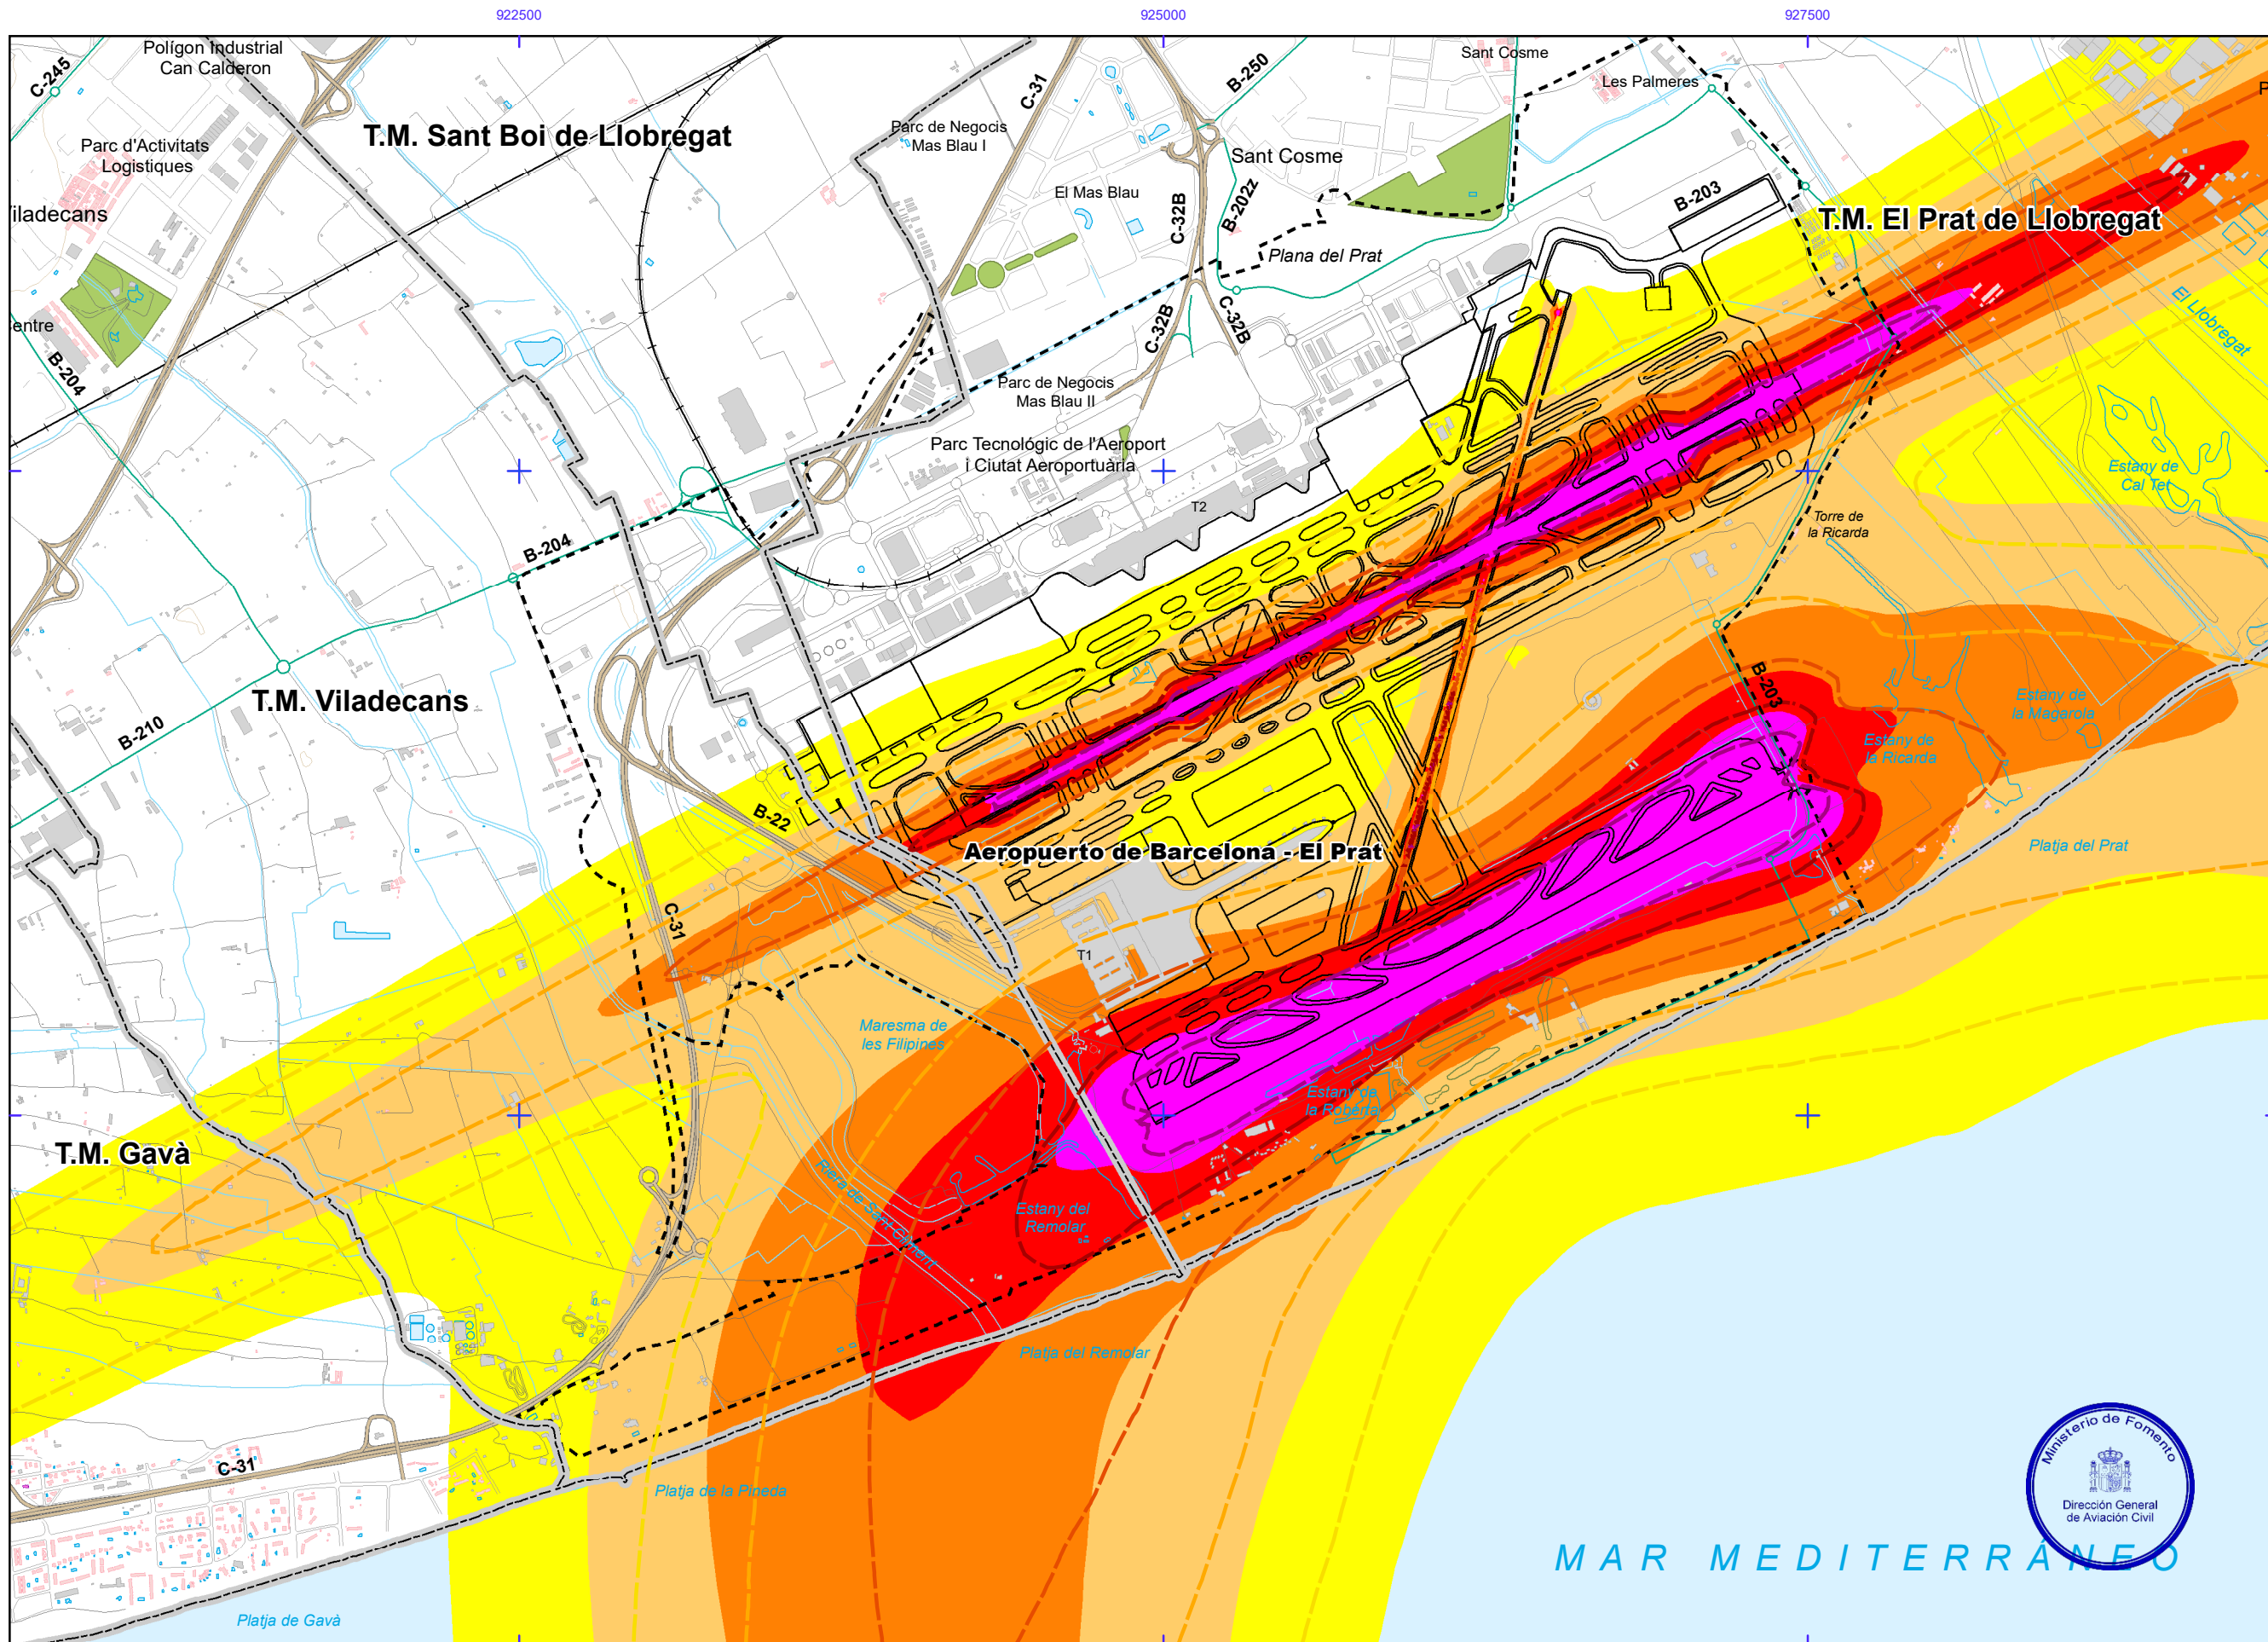 922500
925000
927500
Polígon Industrial
Can Calderon
C-245
T.M. Sant Boi de Llobregat
Parc d'Activitats
Logistiques
C-31
B-250
Sant Cosme
Les Palmeres
Parc de Negocis
Mas Blau I
Sant Cosme
El Mas Blau
C-32B
B-202z
B-203
iladecans
T.M. El Prat de Llobregat
Plana del Prat
El Llobregat
entre
B-204
C-32B
C-32B
Parc de Negocis
Mas Blau II
Parc Tecnológic de l'Aeroport
i Ciutat Aeroportuària
Estany de
Cal Tet
T2
Torre de
la Ricarda
B-204
T.M. Viladecans
B-210
B-203
Estany de
la Magarola
Estany de
la Ricarda
B-22
Aeropuerto de Barcelona - El Prat
Platja del Prat
C-31
T1
Maresma de
les Filipines
Estany de
la Roberta
T.M. Gavà
Riera de Sant Climent
Estany del
Remolar
Platja del Remolar
C-31
Platja de la Pineda
Ministerio de Fomento
Dirección General
de Aviación Civil
MAR MEDITERRÁNEO
Platja de Gavà